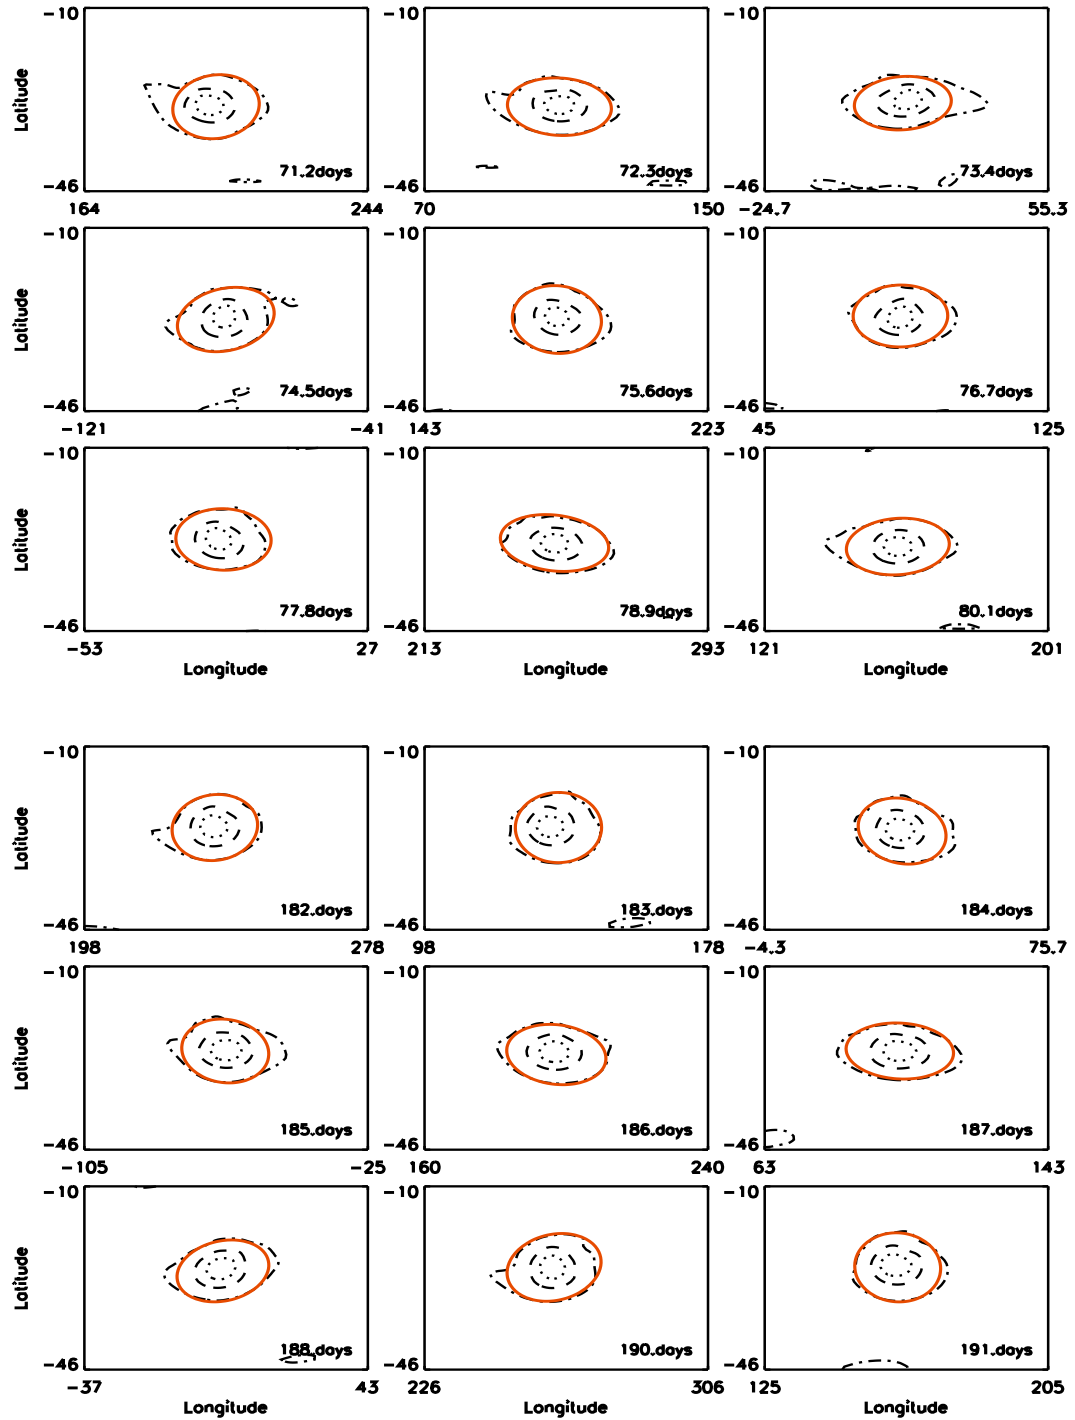 -10 -10 -10
Latitude
71.2days 72.3days 73.4days
-46 -46 -46
164 244 70 150 -24.7 55.3
-10 -10 -10
Latitude
74.5days 75.6days 76.7days
-46 -46 -46
-121 -41 143 223 45 125
-10 -10 -10
Latitude
77.8days 78.9days 80.1days
-46 -46 -46
-53 27 213 293 121 201
Longitude Longitude Longitude
-10 -10 -10
Latitude
182.days 183.days 184.days
-46 -46 -46
198 278 98 178 -4.3 75.7
-10 -10 -10
Latitude
185.days 186.days 187.days
-46 -46 -46
-105 -25 160 240 63 143
-10 -10 -10
Latitude
188.days 190.days 191.days
-46 -46 -46
-37 43 226 306 125 205
Longitude Longitude Longitude